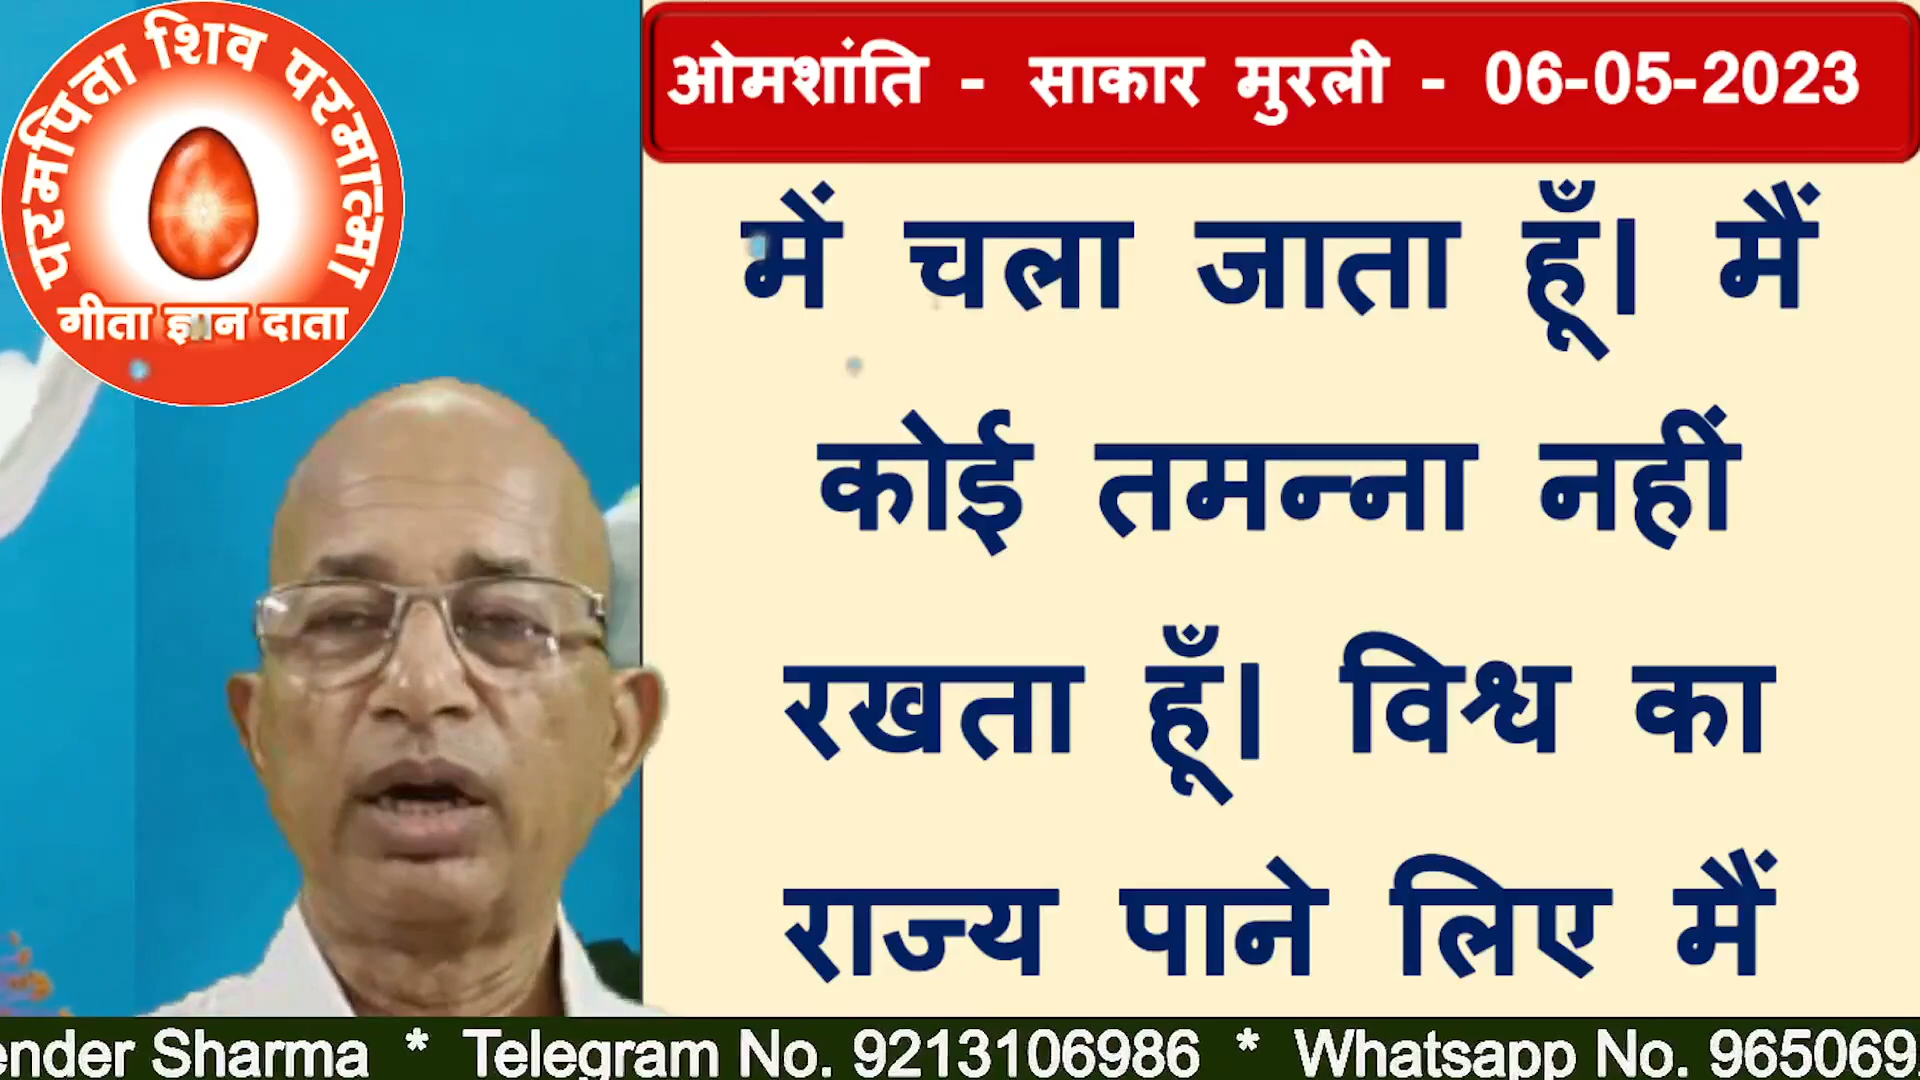 परमपिता शिव परमात्मा
गीता ज्ञान दाता
ओमशांति - साकार मुरली - 06-05-2023
में चला जाता हूँ। मैं
कोई तमन्ना नहीं
रखता हूँ। विश्व का
राज्य पाने लिए मैं
ender Sharma * Telegram No. 9213106986 * Whatsapp No. 965069